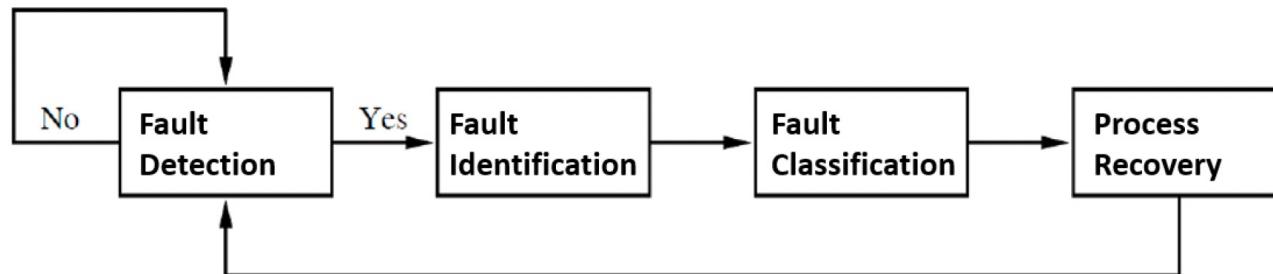 No
Fault
Detection
Yes
Fault
Identification
Fault
Classification
Process
Recovery